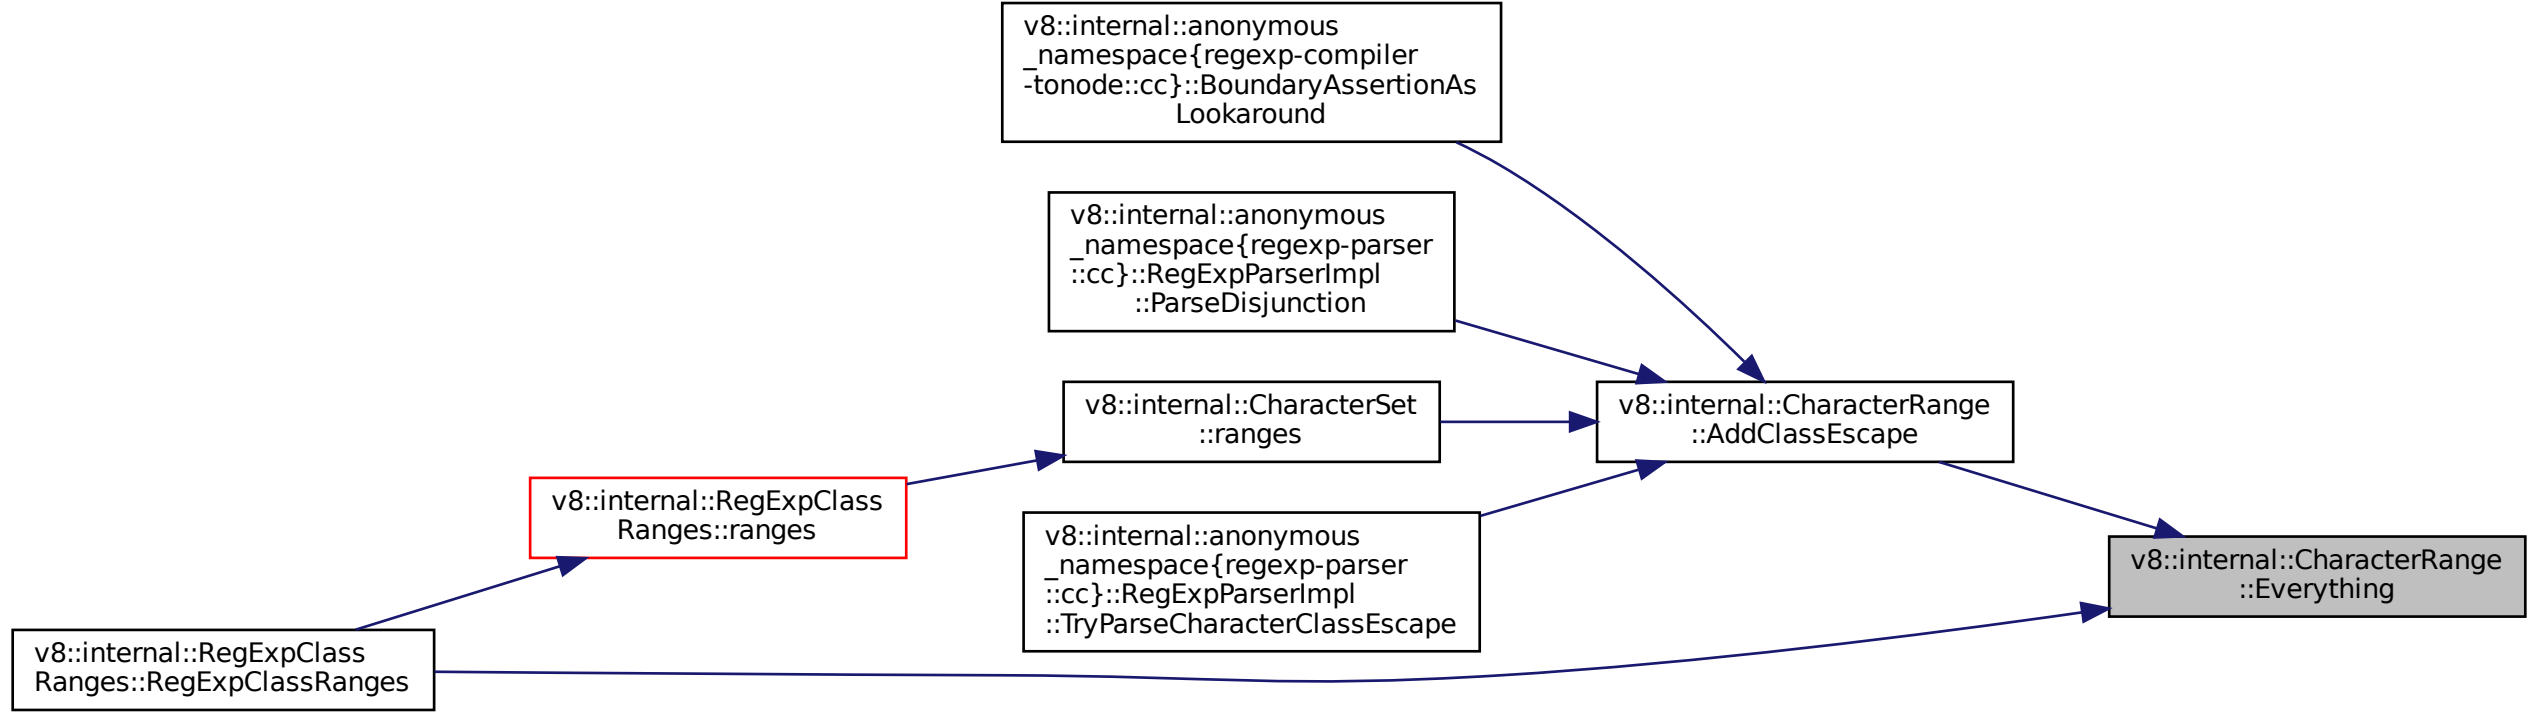 v8::internal::anonymous
_namespace{regexp-compiler
-tonode::cc}::BoundaryAssertionAs
Lookaround
v8::internal::anonymous
_namespace{regexp-parser
::cc}::RegExpParserImpl
::ParseDisjunction
v8::internal::CharacterSet
::ranges
v8::internal::CharacterRange
::AddClassEscape
v8::internal::RegExpClass
Ranges::ranges
v8::internal::anonymous
_namespace{regexp-parser
::cc}::RegExpParserImpl
::TryParseCharacterClassEscape
v8::internal::CharacterRange
::Everything
v8::internal::RegExpClass
Ranges::RegExpClassRanges